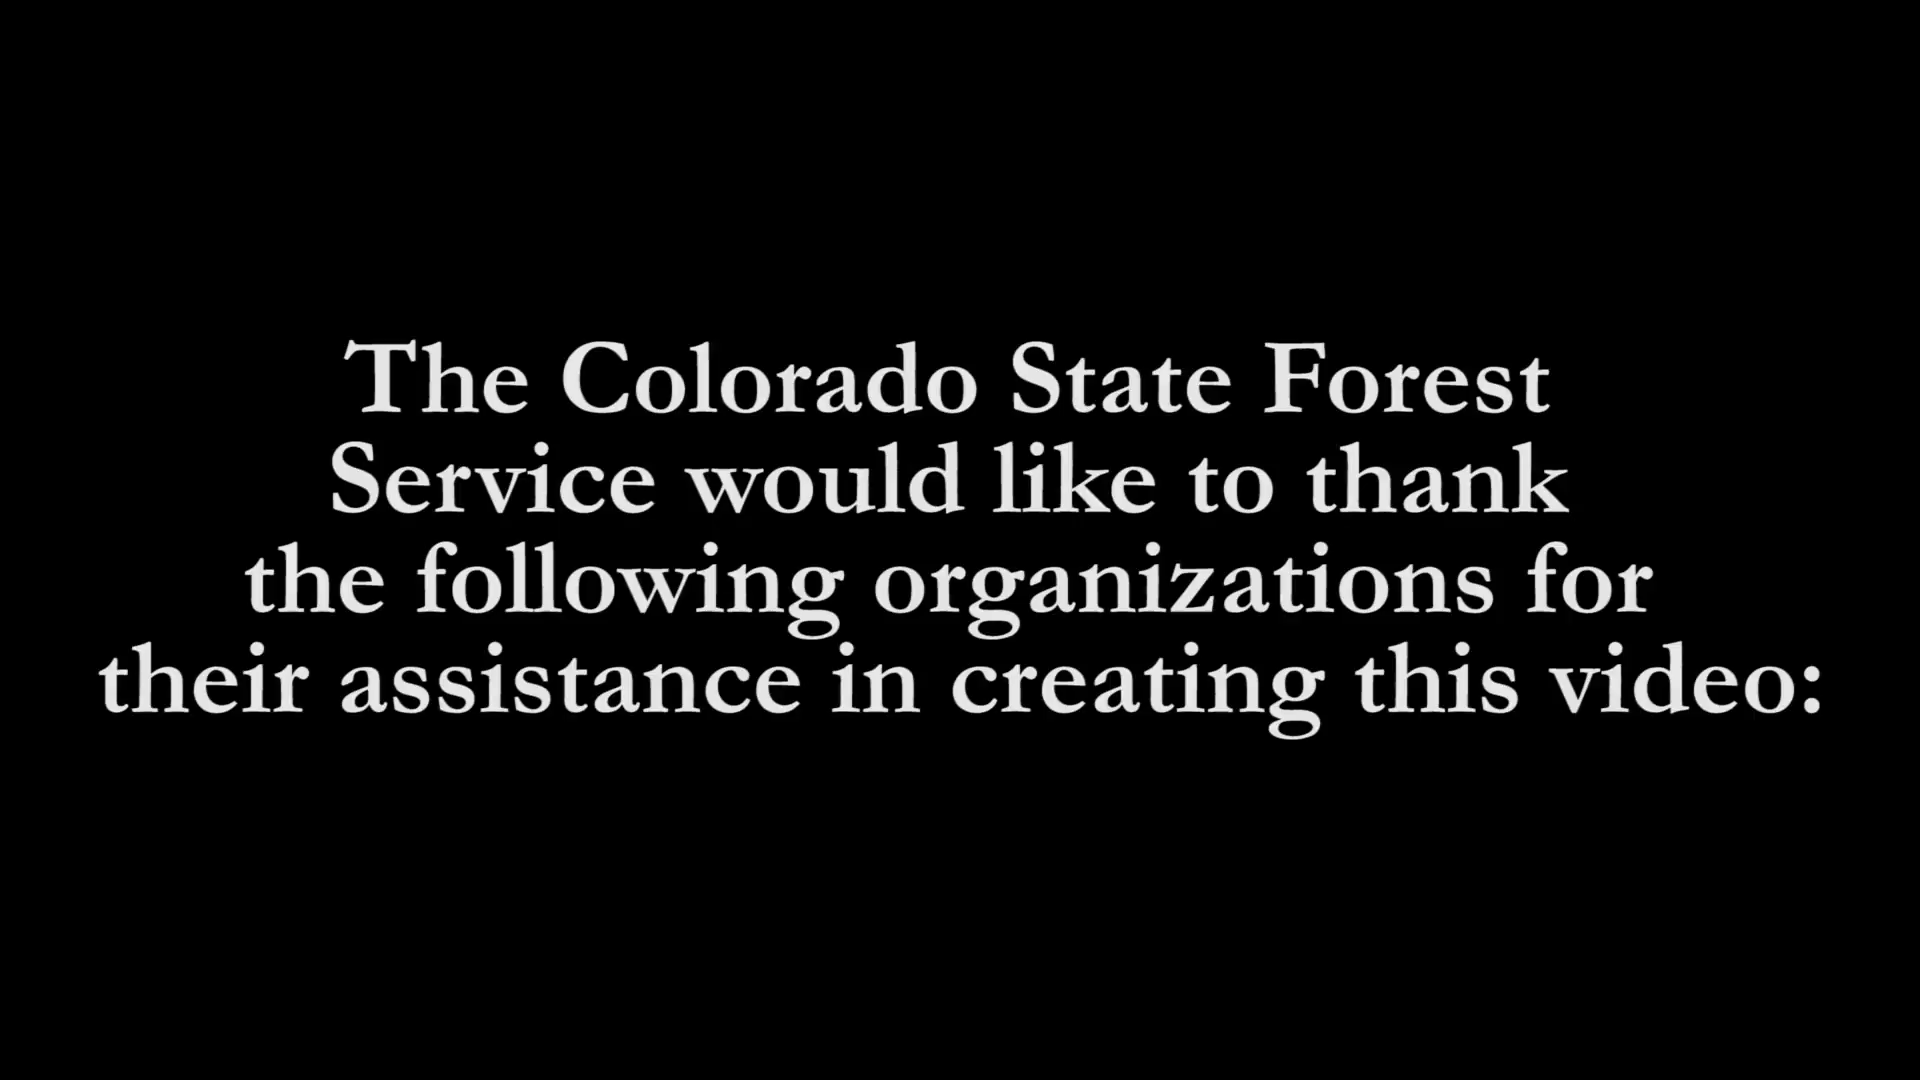 The Colorado State Forest
Service would like to thank
the following organizations for
their assistance in creating this video: